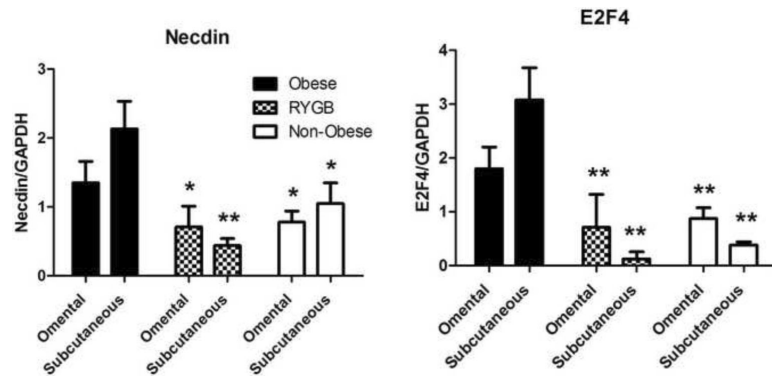 Necdin
Necdin/GAPDH
3
2
1
0
Obese
RYGB
Non-Obese
*
**
*
*
Omental
Subcutaneous
Omental
Subcutaneous
Omental
Subcutaneous
E2F4
E2F4/GAPDH
4
3
2
1
0
**
**
**
**
Omental
Subcutaneous
Omental
Subcutaneous
Omental
Subcutaneous